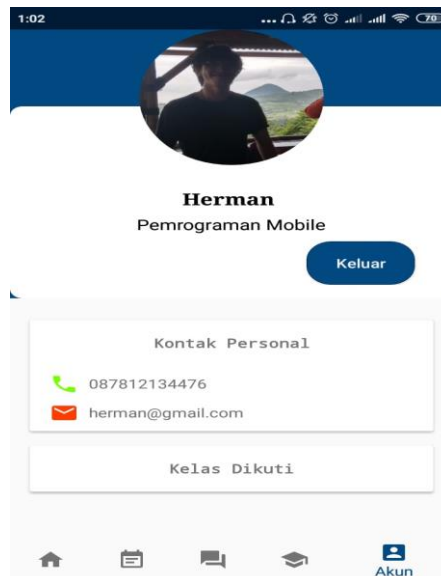 1:02
... 70
Herman
Pemrograman Mobile
Keluar
Kontak Personal
087812134476
herman@gmail.com
Kelas Dikuti
Akun